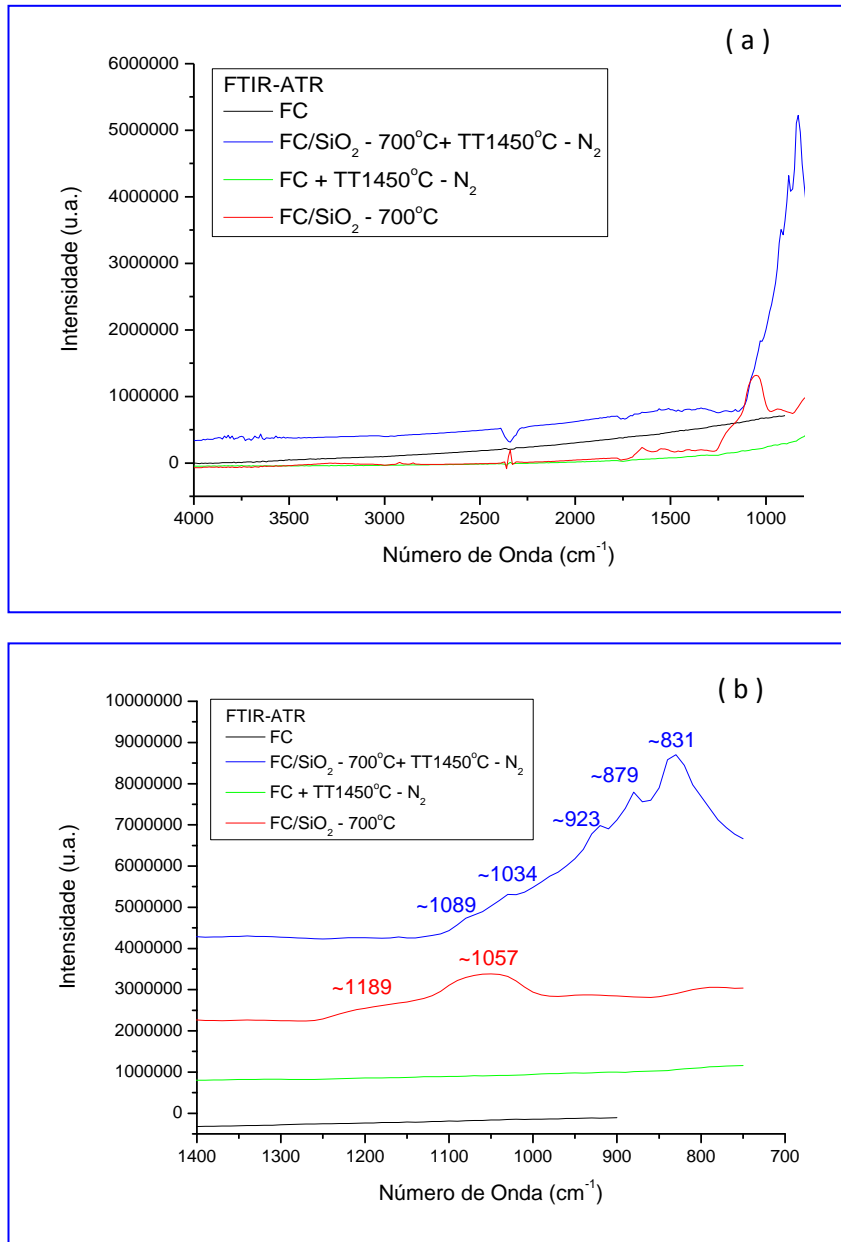 ( a )
6000000
5000000
4000000
3000000
2000000
1000000
0
Intensidade (u.a.)
FTIR-ATR
FC
FC/SiO₂ - 700°C+ TT1450°C - N₂
FC + TT1450°C - N₂
FC/SiO₂ - 700°C
4000 3500 3000 2500 2000 1500 1000
Número de Onda (cm⁻¹)
( b )
10000000
9000000
8000000
7000000
6000000
5000000
4000000
3000000
2000000
1000000
0
Intensidade (u.a.)
FTIR-ATR
FC
FC/SiO₂ - 700°C+ TT1450°C - N₂
FC + TT1450°C - N₂
FC/SiO₂ - 700°C
~831
~879
~923
~1034
~1089
~1057
~1189
1400 1300 1200 1100 1000 900 800 700
Número de Onda (cm⁻¹)